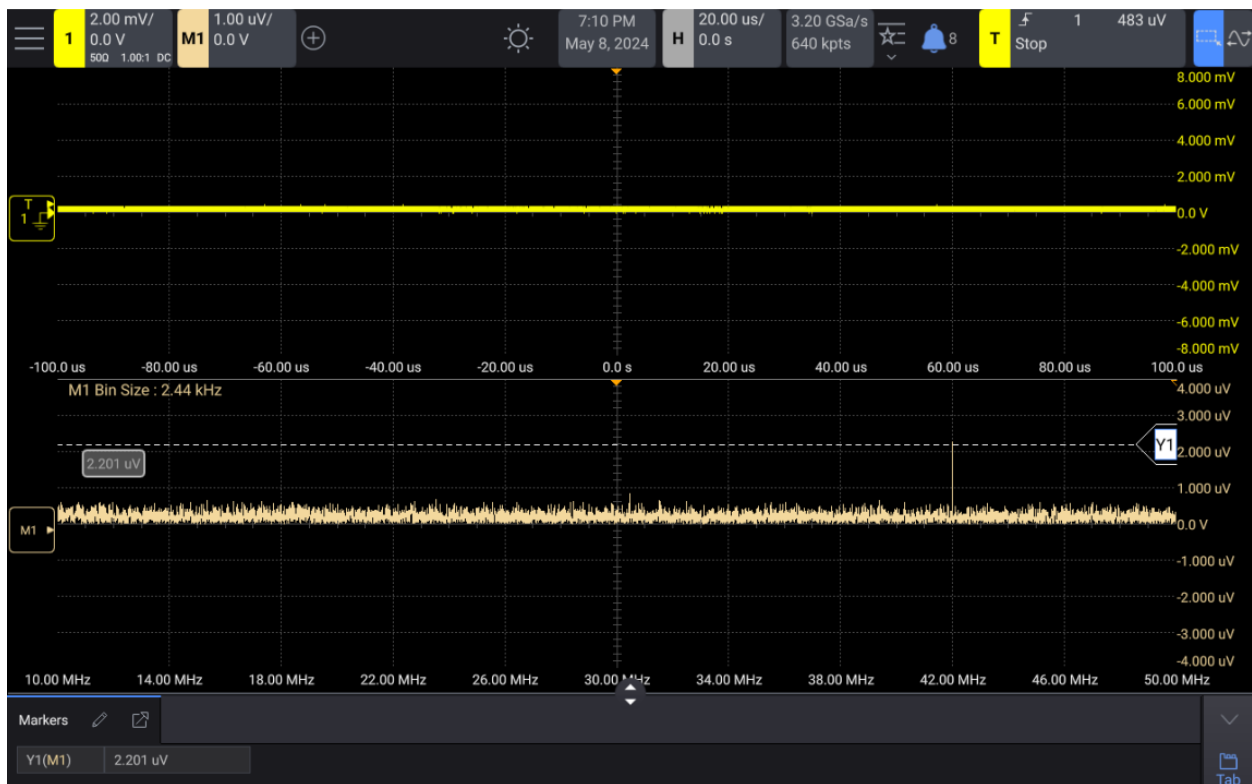 1 2.00 mV/ 0.0 V 50Ω 1.00:1 DC
M1 1.00 uV/ 0.0 V
7:10 PM
May 8, 2024
H 20.00 us/ 0.0 s
3.20 GSa/s
640 kpts
8
T 1 483 uV
Stop
8.000 mV
6.000 mV
4.000 mV
2.000 mV
T
1
0.0 V
-2.000 mV
-4.000 mV
-6.000 mV
-8.000 mV
-100.0 us -80.00 us -60.00 us -40.00 us -20.00 us 0.0 s 20.00 us 40.00 us 60.00 us 80.00 us 100.0 us
M1 Bin Size : 2.44 kHz
4.000 uV
3.000 uV
Y1
2.000 uV
2.201 uV
1.000 uV
M1
0.0 V
-1.000 uV
-2.000 uV
-3.000 uV
-4.000 uV
10.00 MHz 14.00 MHz 18.00 MHz 22.00 MHz 26.00 MHz 30.00 MHz 34.00 MHz 38.00 MHz 42.00 MHz 46.00 MHz 50.00 MHz
Markers
Y1(M1) 2.201 uV
Tab